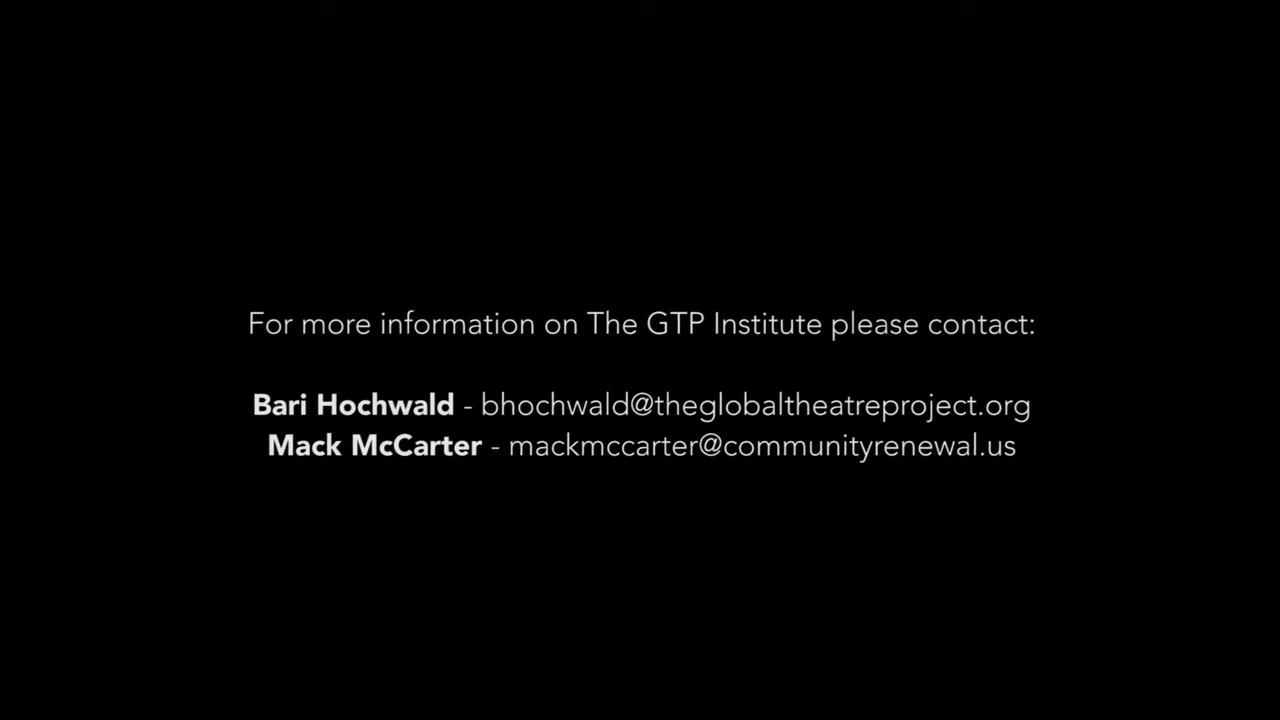 For more information on The GTP Institute please contact:
Bari Hochwald - bhochwald@theglobaltheatreproject.org
Mack McCarter - mackmccarter@communityrenewal.us